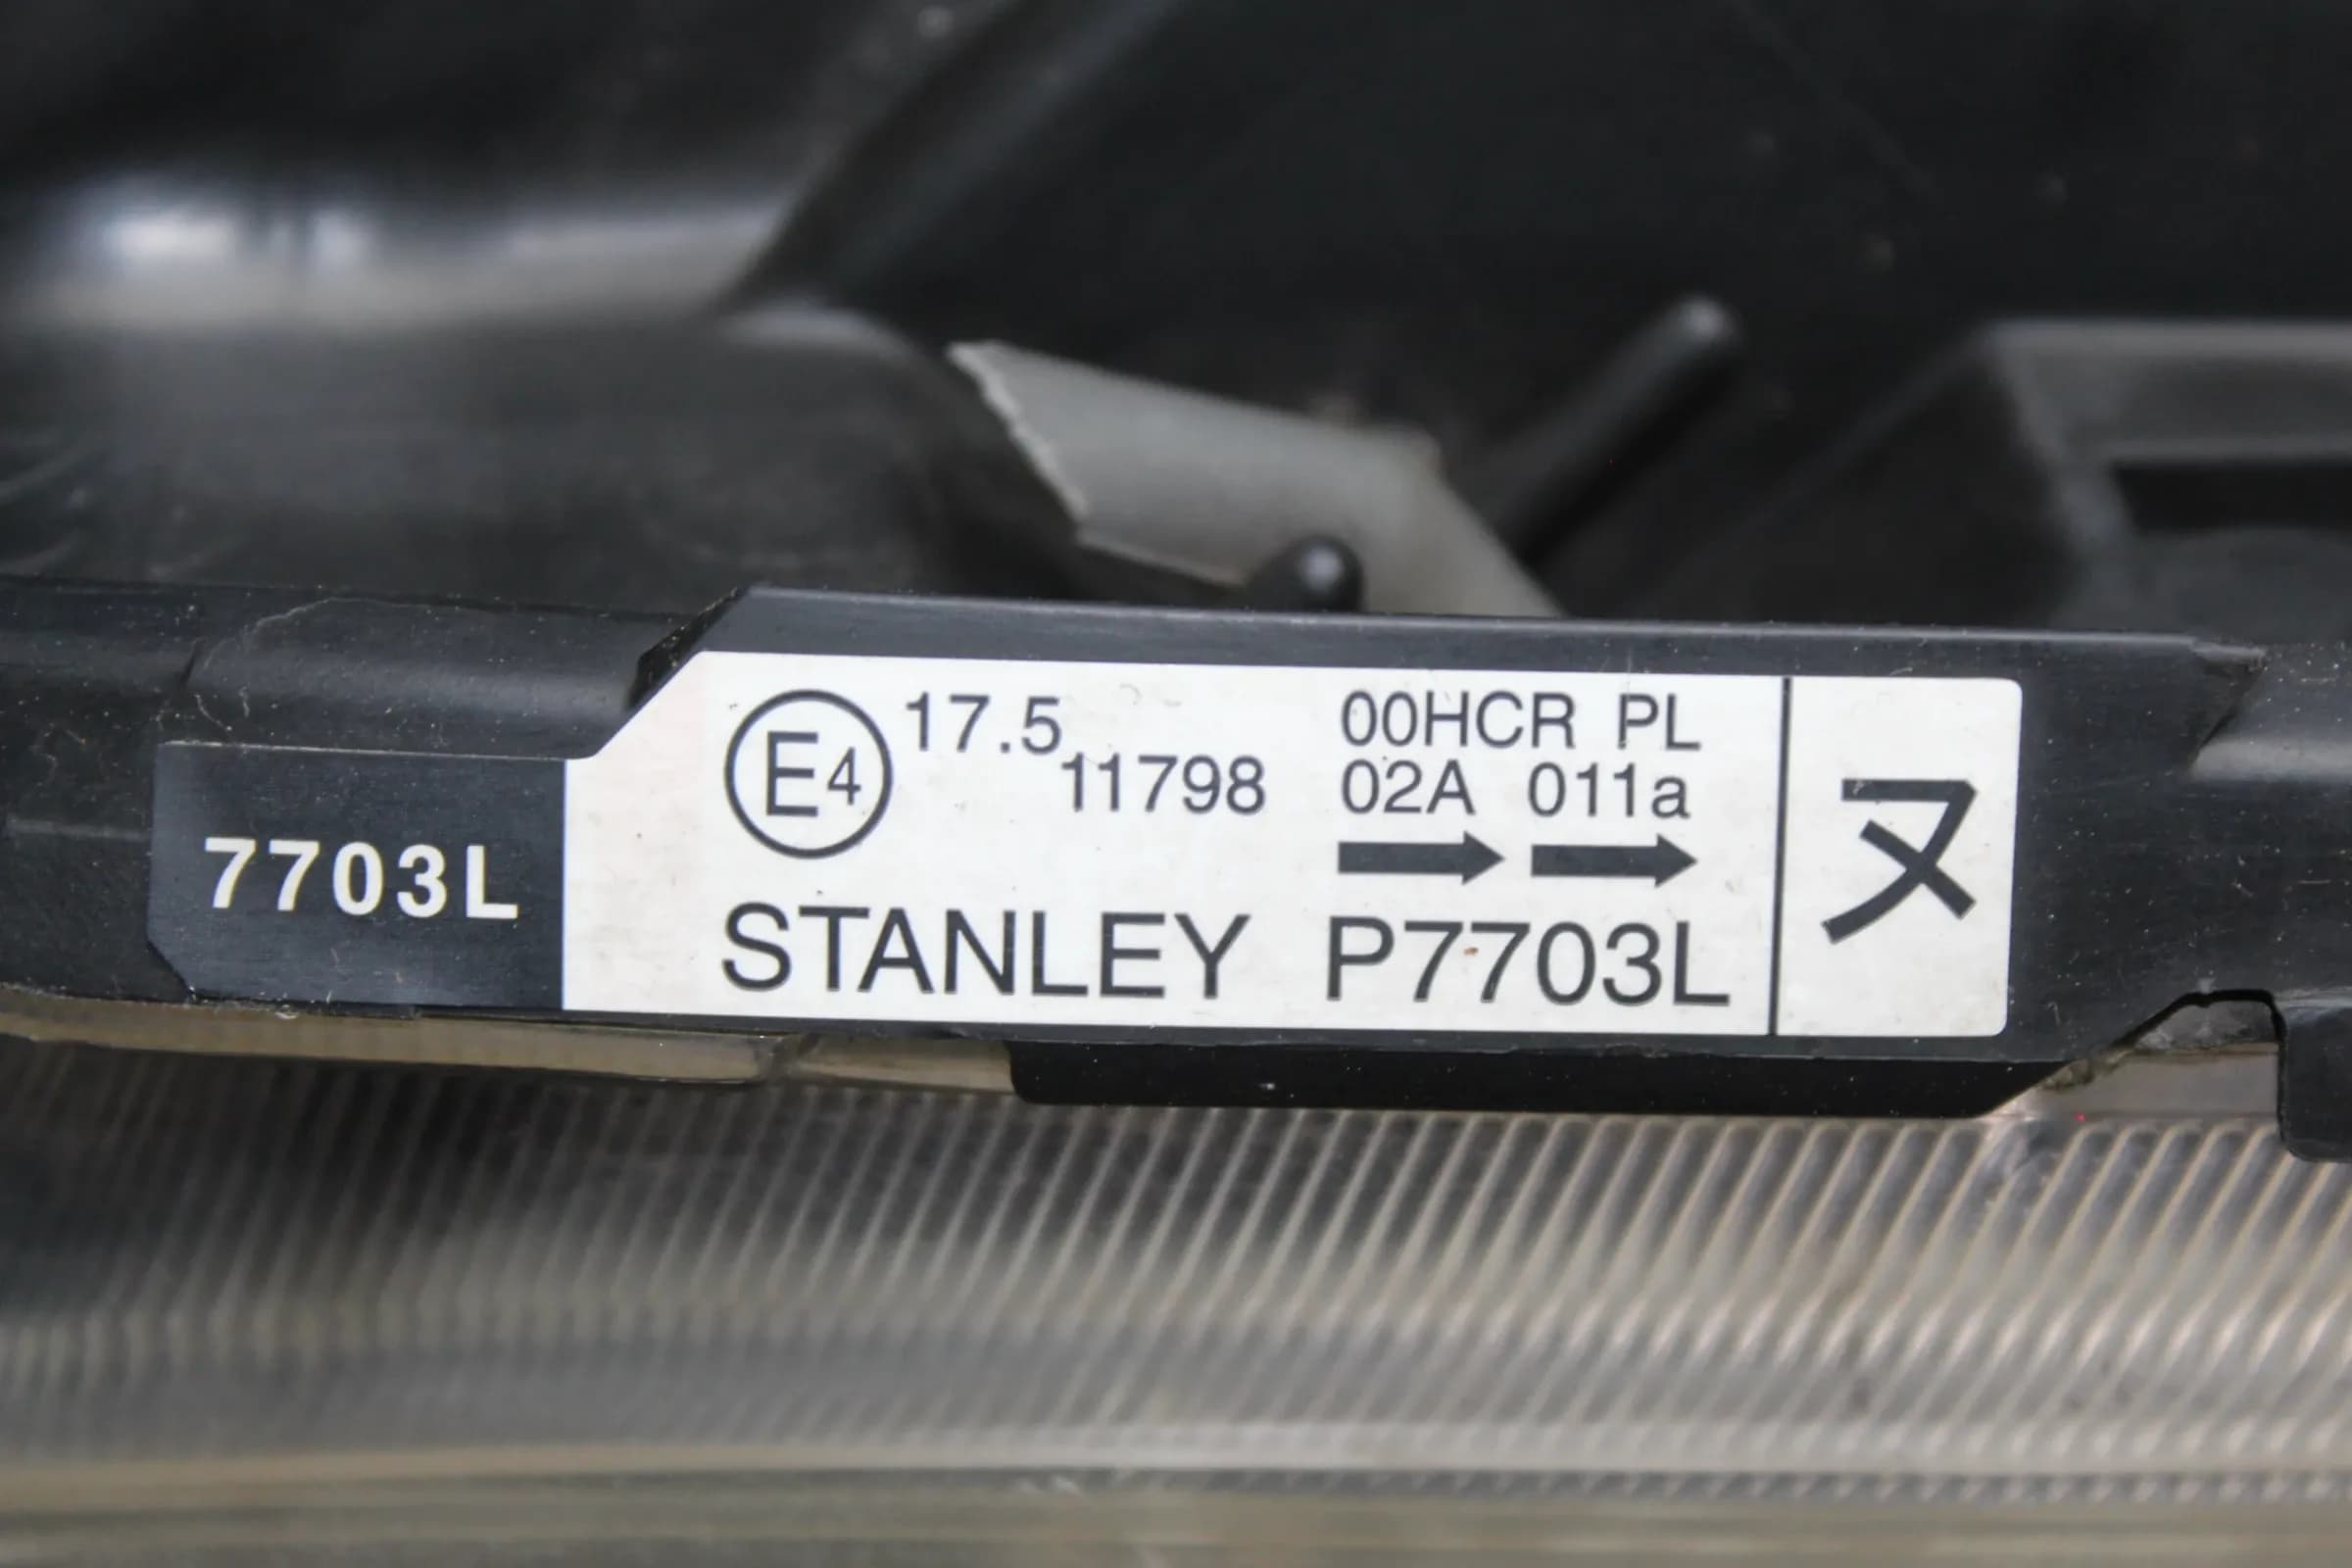 7703L
E4 17.5 11798 00HCR PL
02A 011a
STANLEY P7703L
ヌ